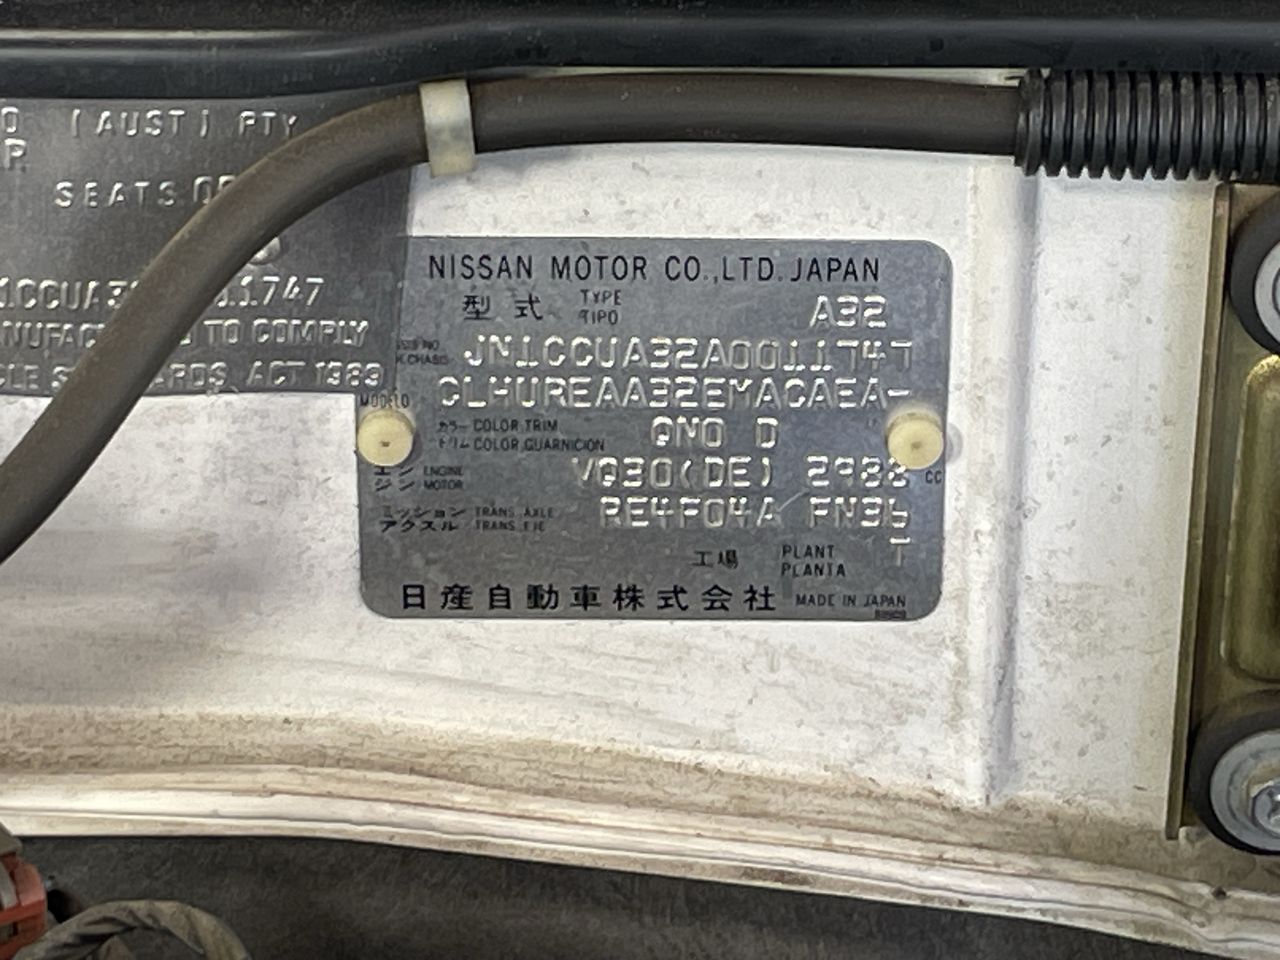 (AUST) PTY
SEATS
11747
TO COMPLY
ACT 1989
NISSAN MOTOR CO.,LTD. JAPAN
型式 TYPE TIPO A32
JN1CCUA32A0011747
MODELO CLHUREAA32EMACAEA-
カラー COLOR TRIM QM0 D
トリム COLOR GUARNICION
エンジン ENGINE MOTOR VQ30(DE) 2988 CC
ミッション TRANS. AXLE RE4F04A FN36
アクスル TRANS. EJE
T
工場 PLANT PLANTA
日産自動車株式会社 MADE IN JAPAN